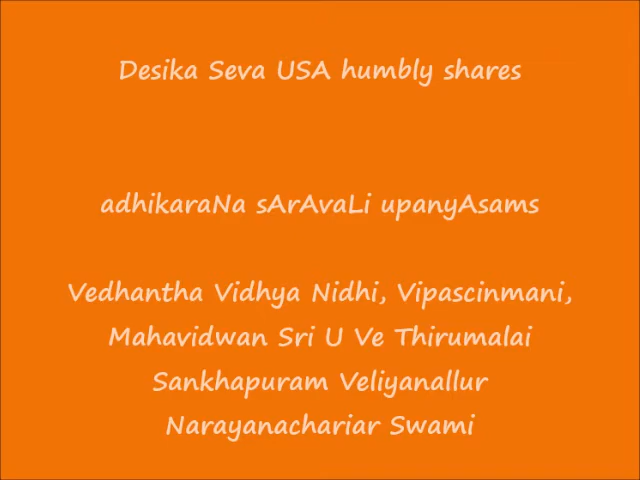 Desika Seva USA humbly shares
adhikaraNa sArAvaLi upanyAsams
Vedhantha Vidhya Nidhi, Vipascinmani,
Mahavidwan Sri U Ve Thirumalai
Sankhapuram Veliyanallur
Narayanachariar Swami